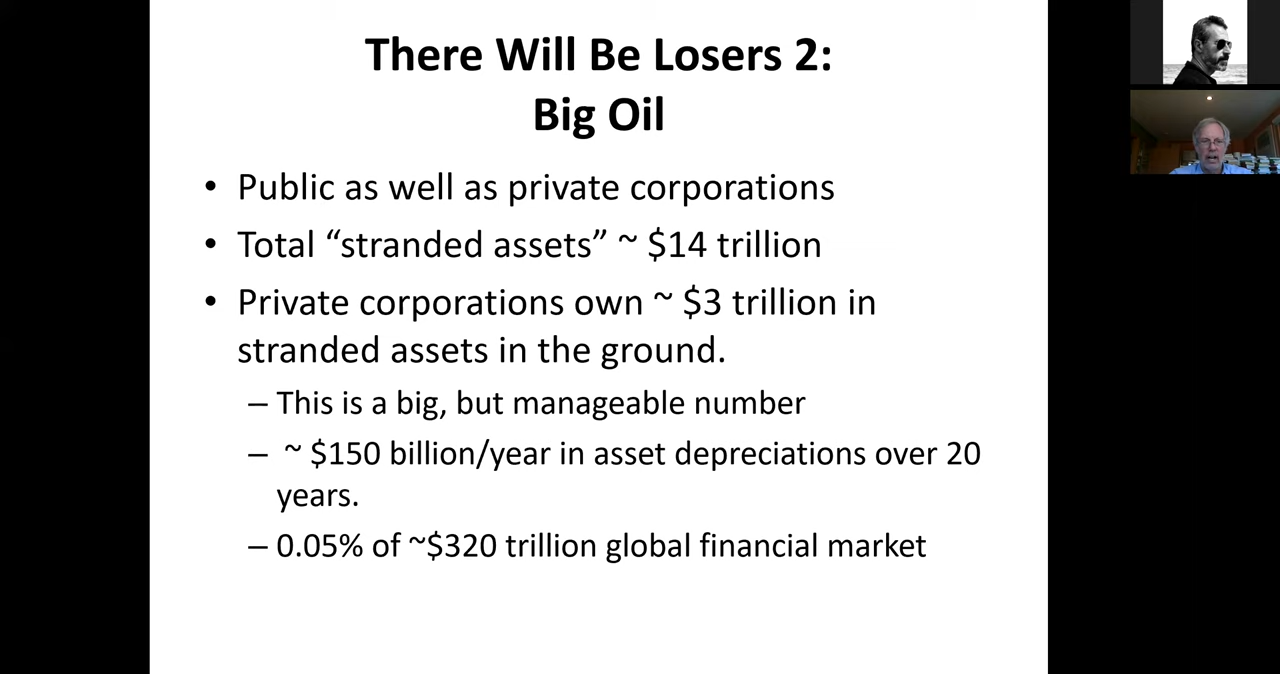 There Will Be Losers 2:
Big Oil
• Public as well as private corporations
• Total “stranded assets” ~ $14 trillion
• Private corporations own ~ $3 trillion in
stranded assets in the ground.
– This is a big, but manageable number
– ~ $150 billion/year in asset depreciations over 20
years.
– 0.05% of ~$320 trillion global financial market